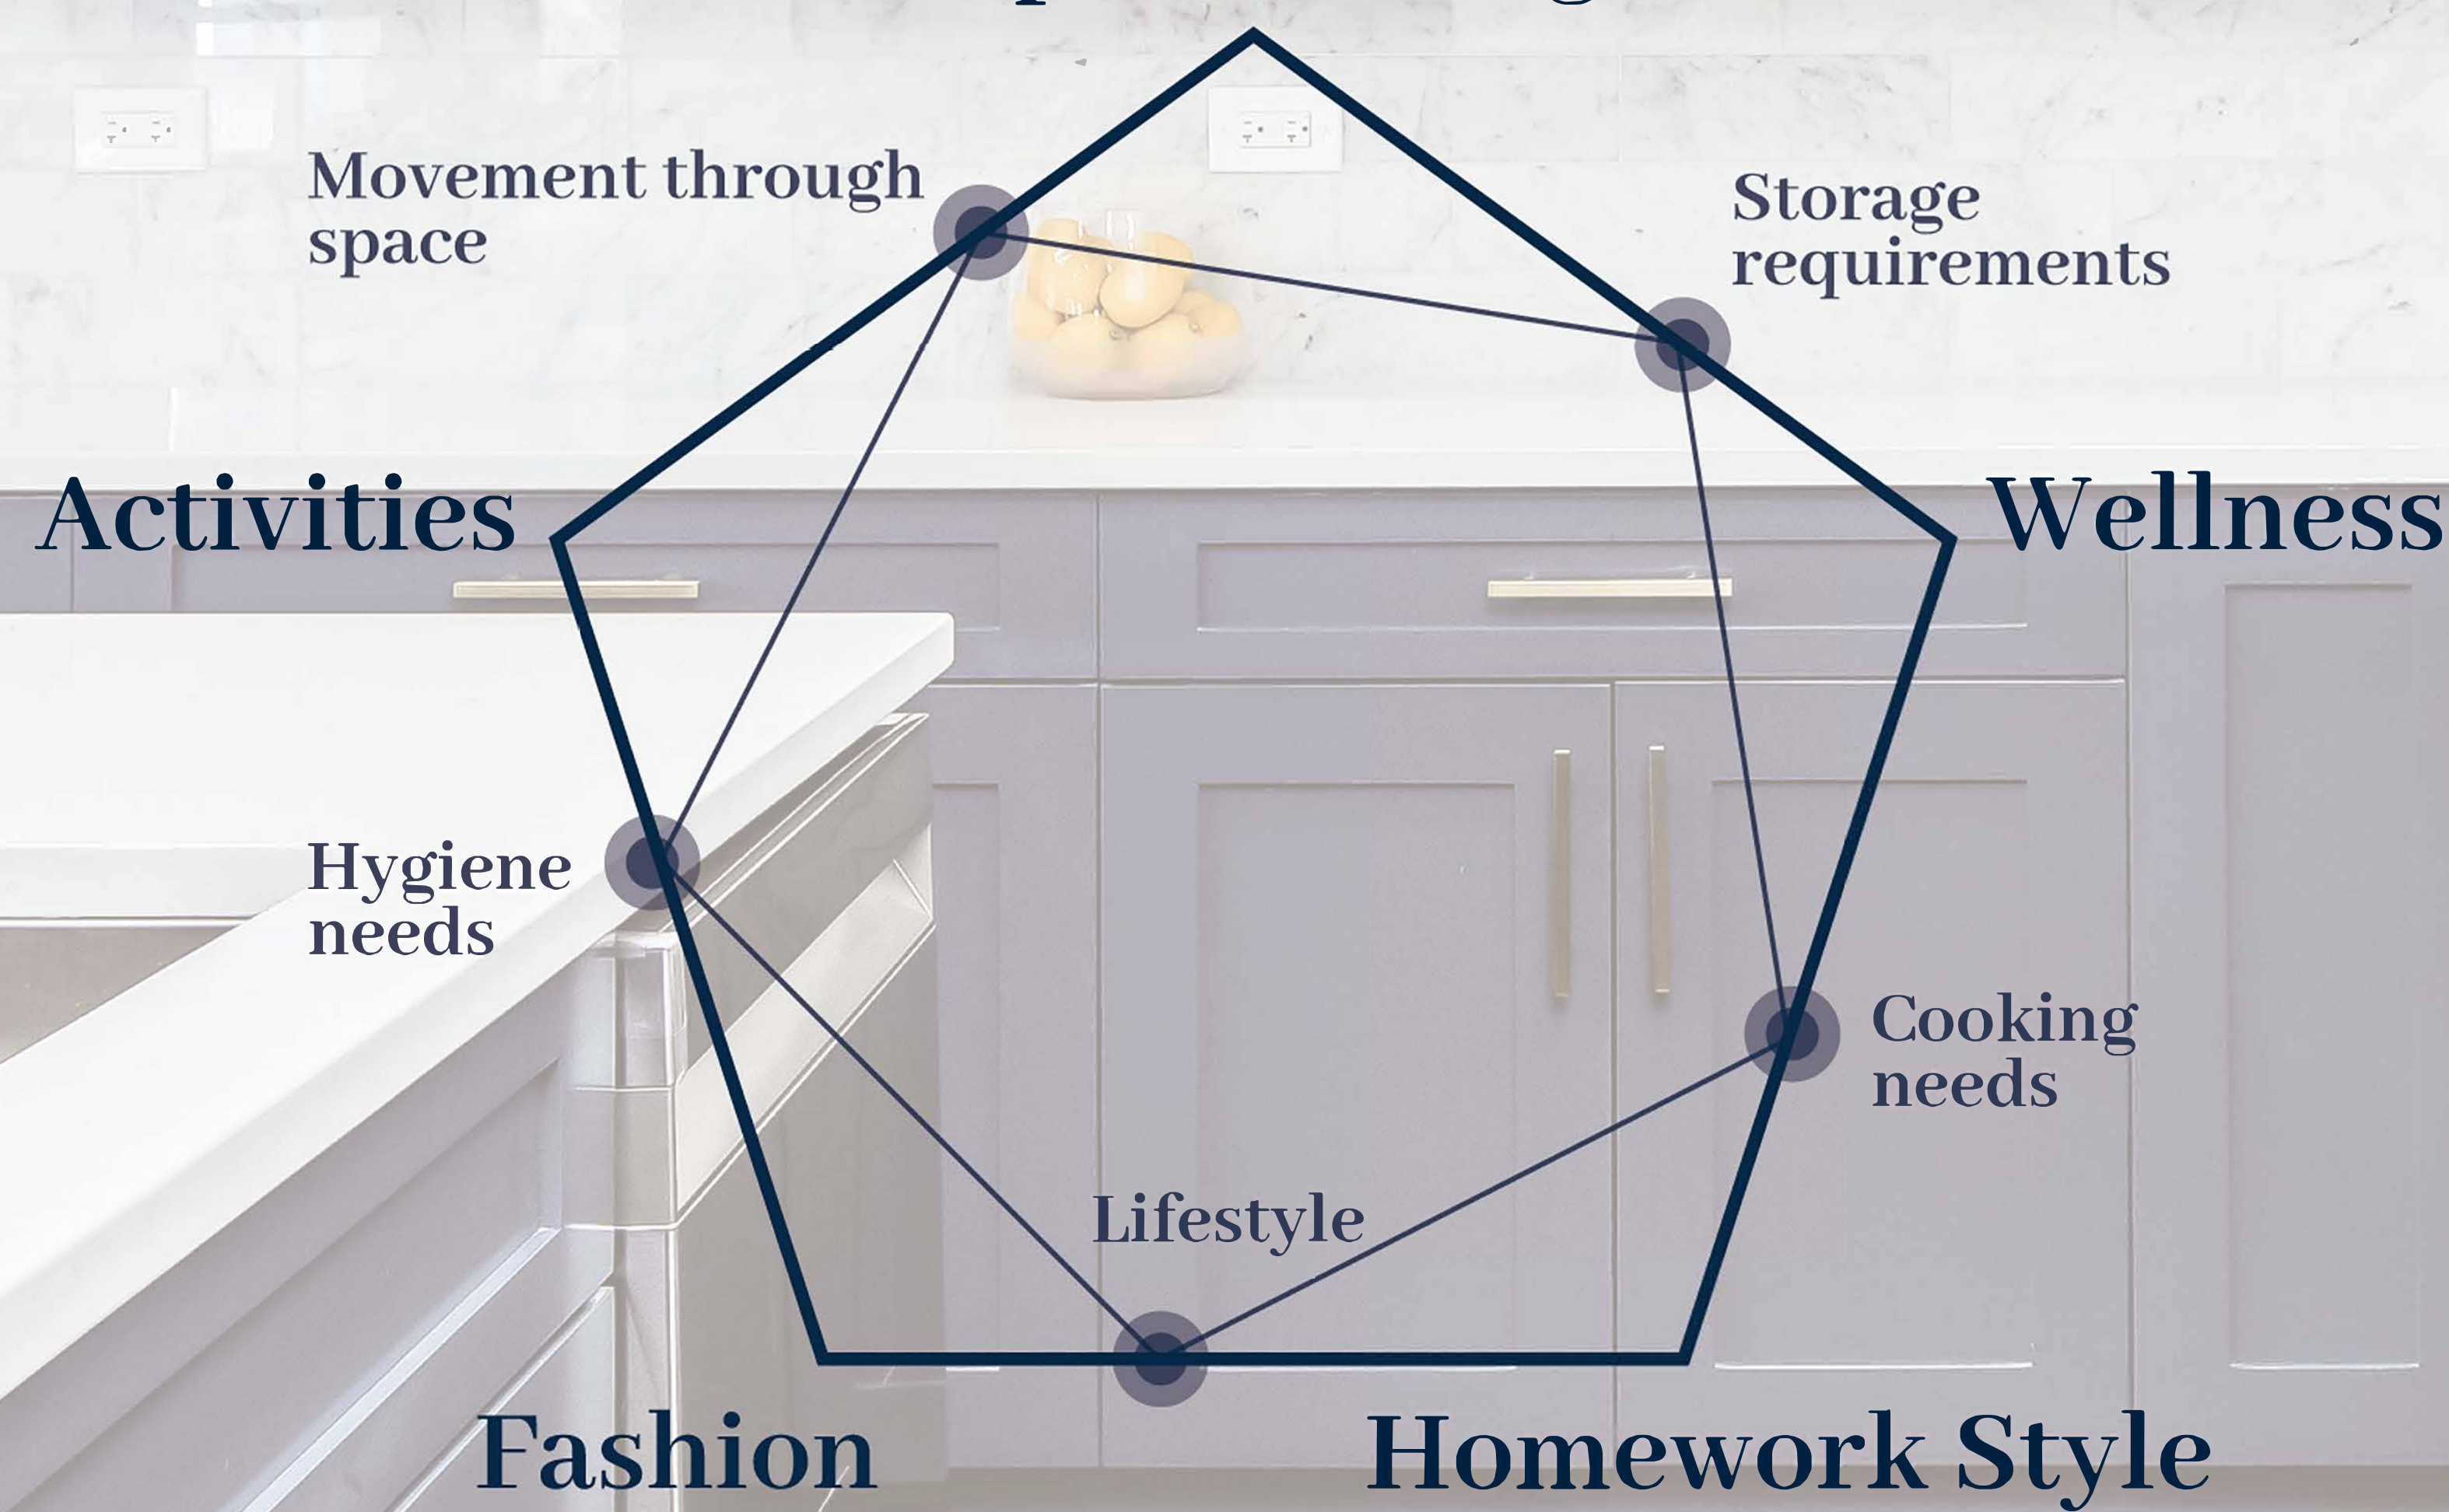 Movement through
space
Storage
requirements
Activities
Wellness
Hygiene
needs
Cooking
needs
Lifestyle
Fashion
Homework Style